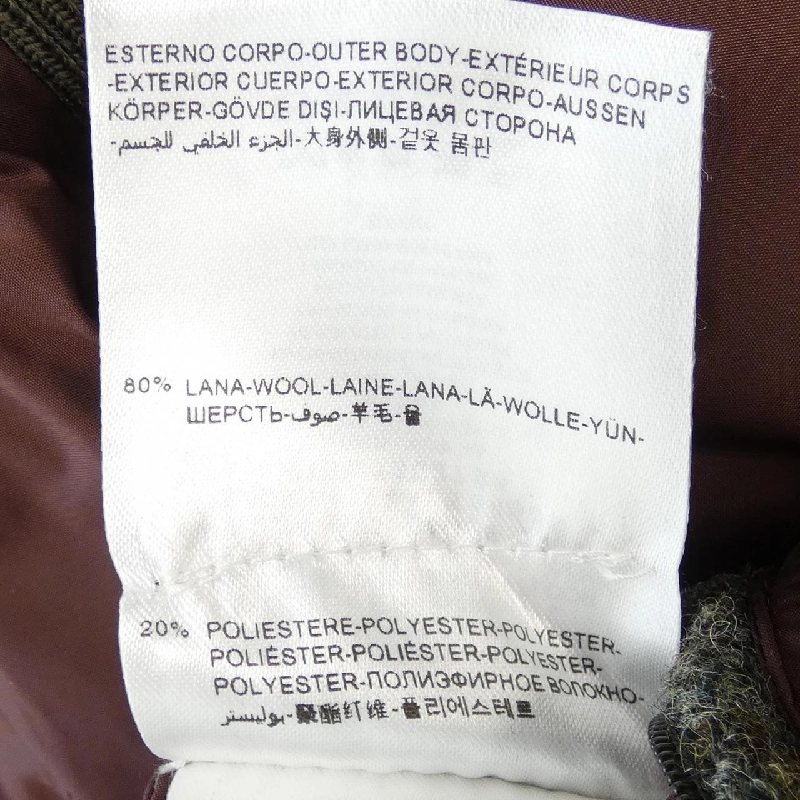 ESTERNO CORPO-OUTER BODY-EXTÉRIEUR CORPS
-EXTERIOR CUERPO-EXTERIOR CORPO-AUSSEN
KÖRPER-GÖVDE DIŞI-ЛИЦЕВАЯ СТОРОНА
-الجزء الخلفي للجسم-大身外侧-겉옷 몸판
80% LANA-WOOL-LAINE-LANA-LÃ-WOLLE-YÜN-
ШЕРСТЬ-صوف-羊毛-울
20% POLIESTERE-POLYESTER-POLYESTER-
POLIÉSTER-POLIÉSTER-POLYESTER-
POLYESTER-ПОЛИЭФИРНОЕ ВОЛОКНО-
بوليستر-聚酯纤维-폴리에스테르